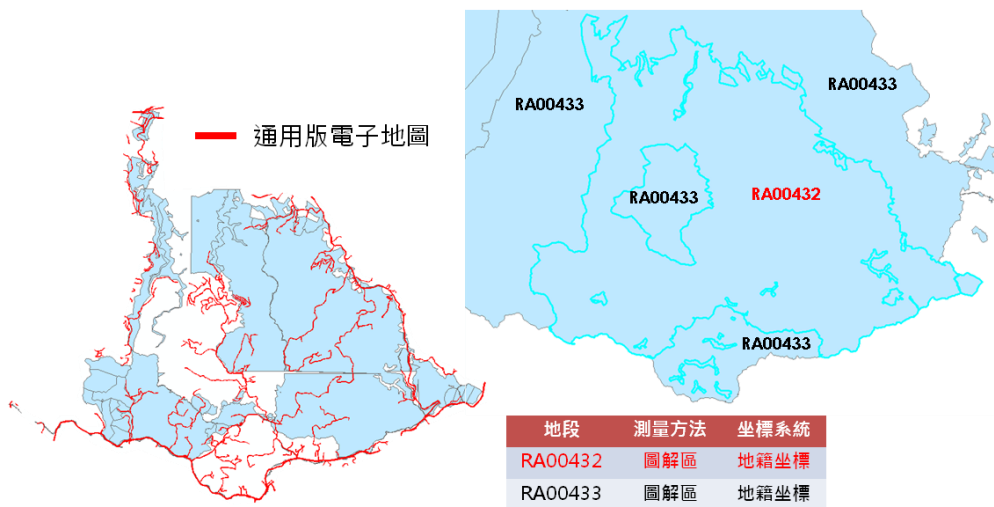 通用版電子地圖
RA00433
RA00433
RA00433
RA00432
RA00433
地段 測量方法 坐標系統
RA00432 圖解區 地籍坐標
RA00433 圖解區 地籍坐標